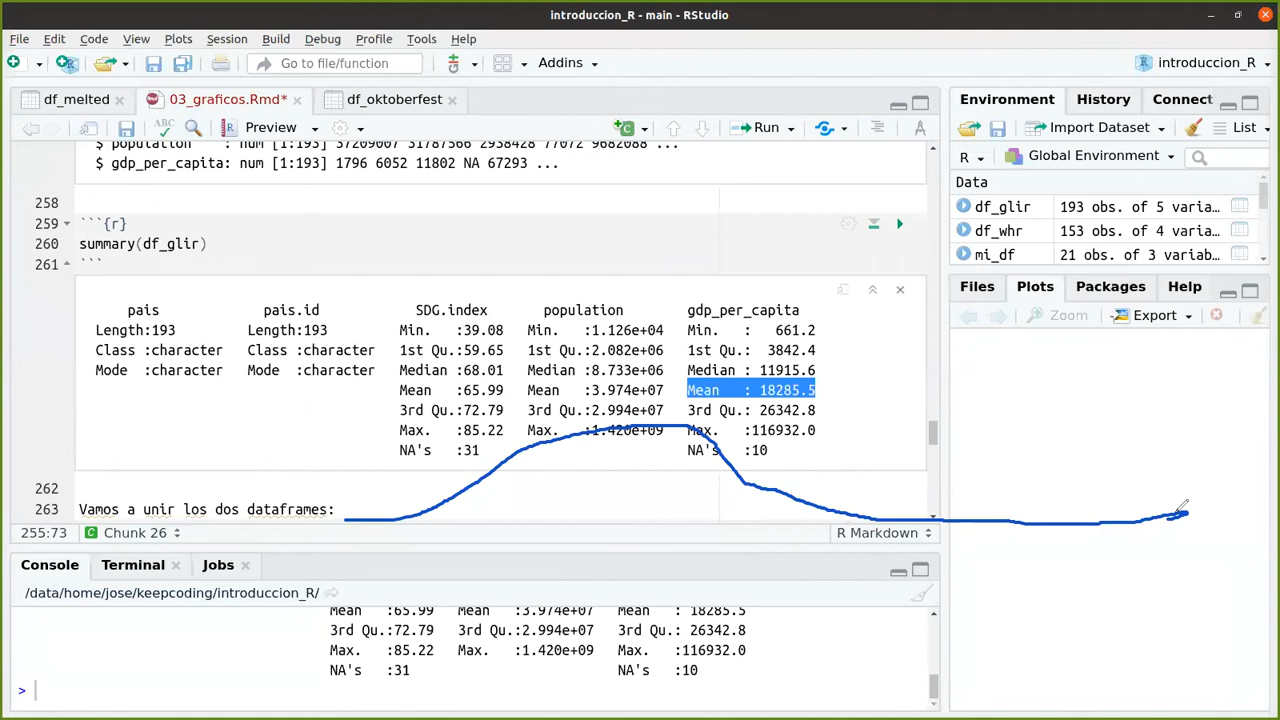 introduccion_R - main - RStudio
File Edit Code View Plots Session Build Debug Profile Tools Help
Go to file/function Addins introduccion_R
df_melted 03_graficos.Rmd* df_oktoberfest
ABC Preview C Run
$ population : num [1:193] 37209007 31787566 2938428 77072 9682088 ...
$ gdp_per_capita: num [1:193] 1796 6052 11802 NA 67293 ...
258
259 ```{r}
260 summary(df_glir)
261 ```
pais pais.id SDG.index population gdp_per_capita
Length:193 Length:193 Min. :39.08 Min. :1.126e+04 Min. : 661.2
Class :character Class :character 1st Qu.:59.65 1st Qu.:2.082e+06 1st Qu.: 3842.4
Mode :character Mode :character Median :68.01 Median :8.733e+06 Median : 11915.6
Mean :65.99 Mean :3.974e+07 Mean : 18285.5
3rd Qu.:72.79 3rd Qu.:2.994e+07 3rd Qu.: 26342.8
Max. :85.22 Max. :1.420e+09 Max. :116932.0
NA's :31 NA's :10
262
263 Vamos a unir los dos dataframes:
255:73 C Chunk 26 R Markdown
Console Terminal Jobs
/data/home/jose/keepcoding/introduccion_R/
Mean :65.99 Mean :3.974e+07 Mean : 18285.5
3rd Qu.:72.79 3rd Qu.:2.994e+07 3rd Qu.: 26342.8
Max. :85.22 Max. :1.420e+09 Max. :116932.0
NA's :31 NA's :10
>
Environment History Connect
Import Dataset List
R Global Environment
Data
df_glir 193 obs. of 5 varia…
df_whr 153 obs. of 4 varia…
mi_df 21 obs. of 3 variab…
Files Plots Packages Help
Zoom Export